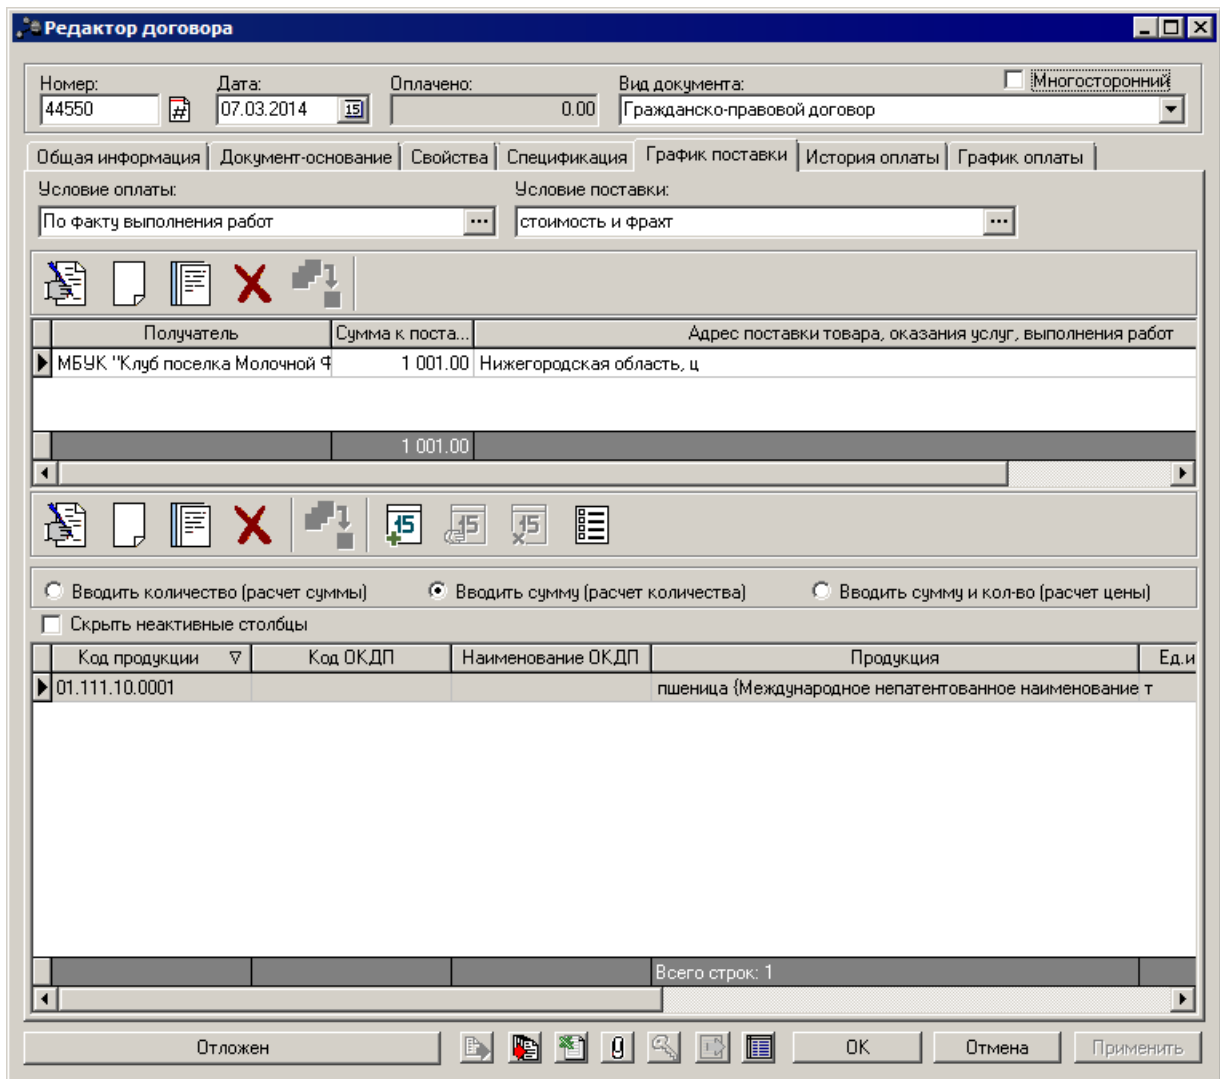 Редактор договора
Номер: Дата: Оплачено: Вид документа: Многосторонний
44550 07.03.2014 15 0.00 Гражданско-правовой договор
Общая информация Документ-основание Свойства Спецификация График поставки История оплаты График оплаты
Условие оплаты: Условие поставки:
По факту выполнения работ ... стоимость и фрахт ...
Получатель Сумма к поста... Адрес поставки товара, оказания услуг, выполнения работ
МБУК "Клуб поселка Молочной Ф 1 001.00 Нижегородская область, ц
1 001.00
15 15 15
Вводить количество (расчет суммы) Вводить сумму (расчет количества) Вводить сумму и кол-во (расчет цены)
Скрыть неактивные столбцы
Код продукции Код ОКДП Наименование ОКДП Продукция Ед.и
01.111.10.0001 пшеница {Международное непатентованное наименование т
Всего строк: 1
Отложен OK Отмена Применить